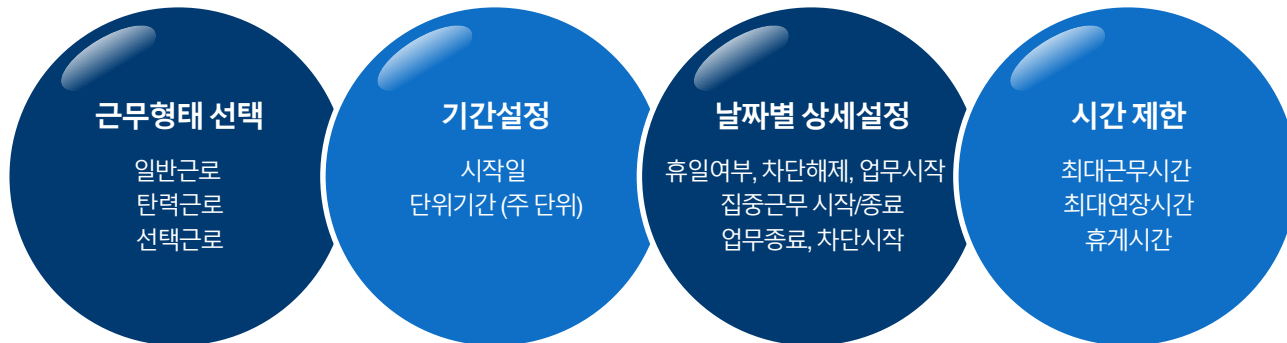 근무형태 선택
일반근로
탄력근로
선택근로
기간설정
시작일
단위기간 (주 단위)
날짜별 상세설정
휴일여부, 차단해제, 업무시작
집중근무 시작/종료
업무종료, 차단시작
시간 제한
최대근무시간
최대연장시간
휴게시간